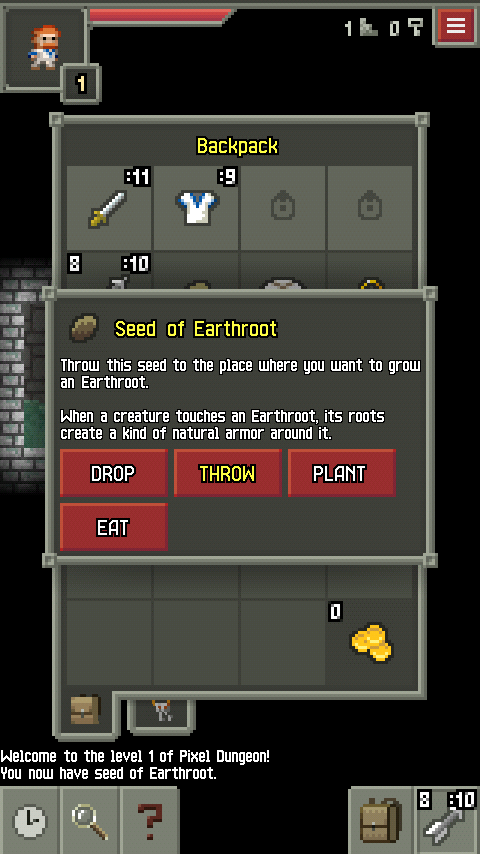 1 0
1
Backpack
:11 :9
8 :10
Seed of Earthroot
Throw this seed to the place where you want to grow
an Earthroot.
When a creature touches an Earthroot, its roots
create a kind of natural armor around it.
DROP THROW PLANT
EAT
0
Welcome to the level 1 of Pixel Dungeon!
You now have seed of Earthroot.
?
8 :10